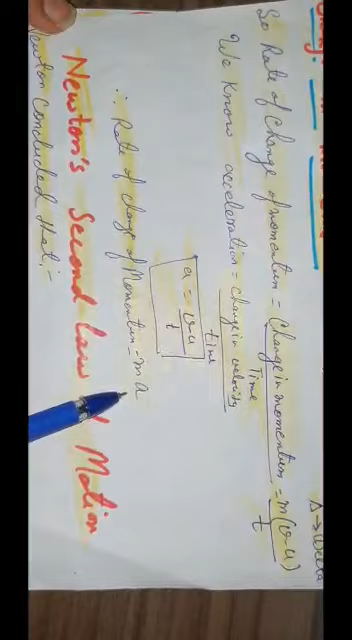 So Rate of Change of momentum = Change in momentum / Time = m(v-u) / t
We Know acceleration = change in velocity / time
a = v-u / t
∴ Rate of change of Momentum = m a
Newton's Second Law of Motion
Newton concluded that :-